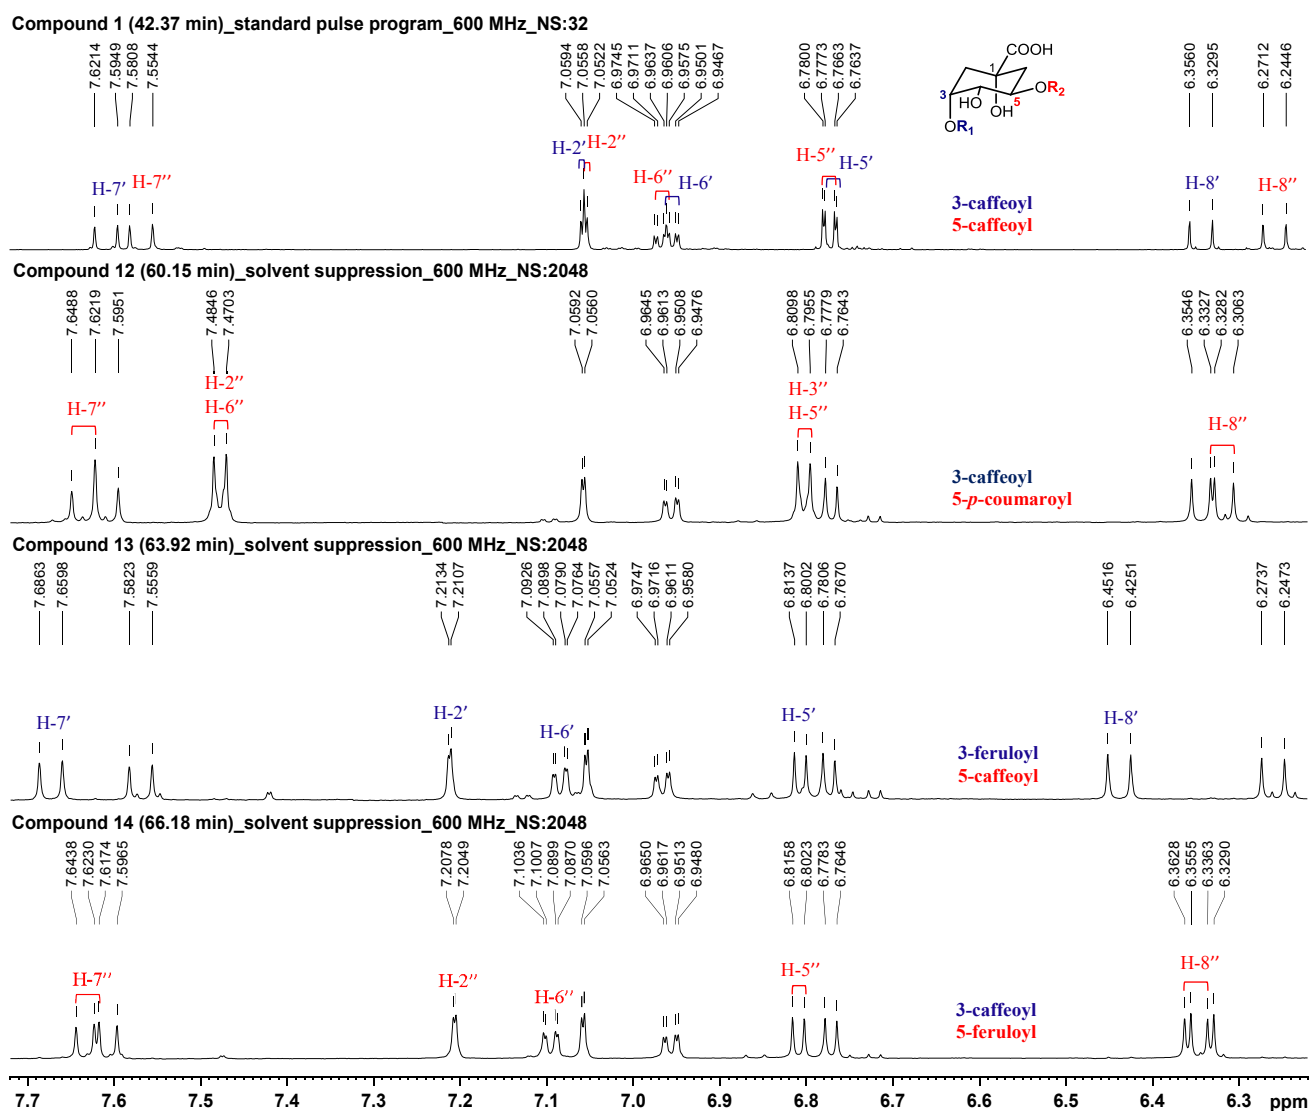 Compound 1 (42.37 min)_standard pulse program_600 MHz_NS:32
7.6214
7.5949
7.5808
7.5544
7.0594
7.0558
7.0522
6.9745
6.9711
6.9637
6.9606
6.9575
6.9501
6.9467
6.7800
6.7773
6.7663
6.7637
6.3560
6.3295
6.2712
6.2446
COOH
1
3
5
HO
OH
OR2
OR1
H-7′
H-7″
H-2′
H-2″
H-6″
H-6′
H-5″
H-5′
H-8′
H-8″
3-caffeoyl
5-caffeoyl
Compound 12 (60.15 min)_solvent suppression_600 MHz_NS:2048
7.6488
7.6219
7.5951
7.4846
7.4703
7.0592
7.0560
6.9645
6.9613
6.9508
6.9476
6.8098
6.7955
6.7779
6.7643
6.3546
6.3327
6.3282
6.3063
H-7″
H-2″
H-6″
H-3″
H-5″
H-8″
3-caffeoyl
5-p-coumaroyl
Compound 13 (63.92 min)_solvent suppression_600 MHz_NS:2048
7.6863
7.6598
7.5823
7.5559
7.2134
7.2107
7.0926
7.0898
7.0790
7.0764
7.0557
7.0524
6.9747
6.9716
6.9611
6.9580
6.8137
6.8002
6.7806
6.7670
6.4516
6.4251
6.2737
6.2473
H-7′
H-2′
H-6′
H-5′
H-8′
3-feruloyl
5-caffeoyl
Compound 14 (66.18 min)_solvent suppression_600 MHz_NS:2048
7.6438
7.6230
7.6174
7.5965
7.2078
7.2049
7.1036
7.1007
7.0899
7.0870
7.0596
7.0563
6.9650
6.9617
6.9513
6.9480
6.8158
6.8023
6.7783
6.7646
6.3628
6.3555
6.3363
6.3290
H-7″
H-2″
H-6″
H-5″
H-8″
3-caffeoyl
5-feruloyl
7.7 7.6 7.5 7.4 7.3 7.2 7.1 7.0 6.9 6.8 6.7 6.6 6.5 6.4 6.3 ppm